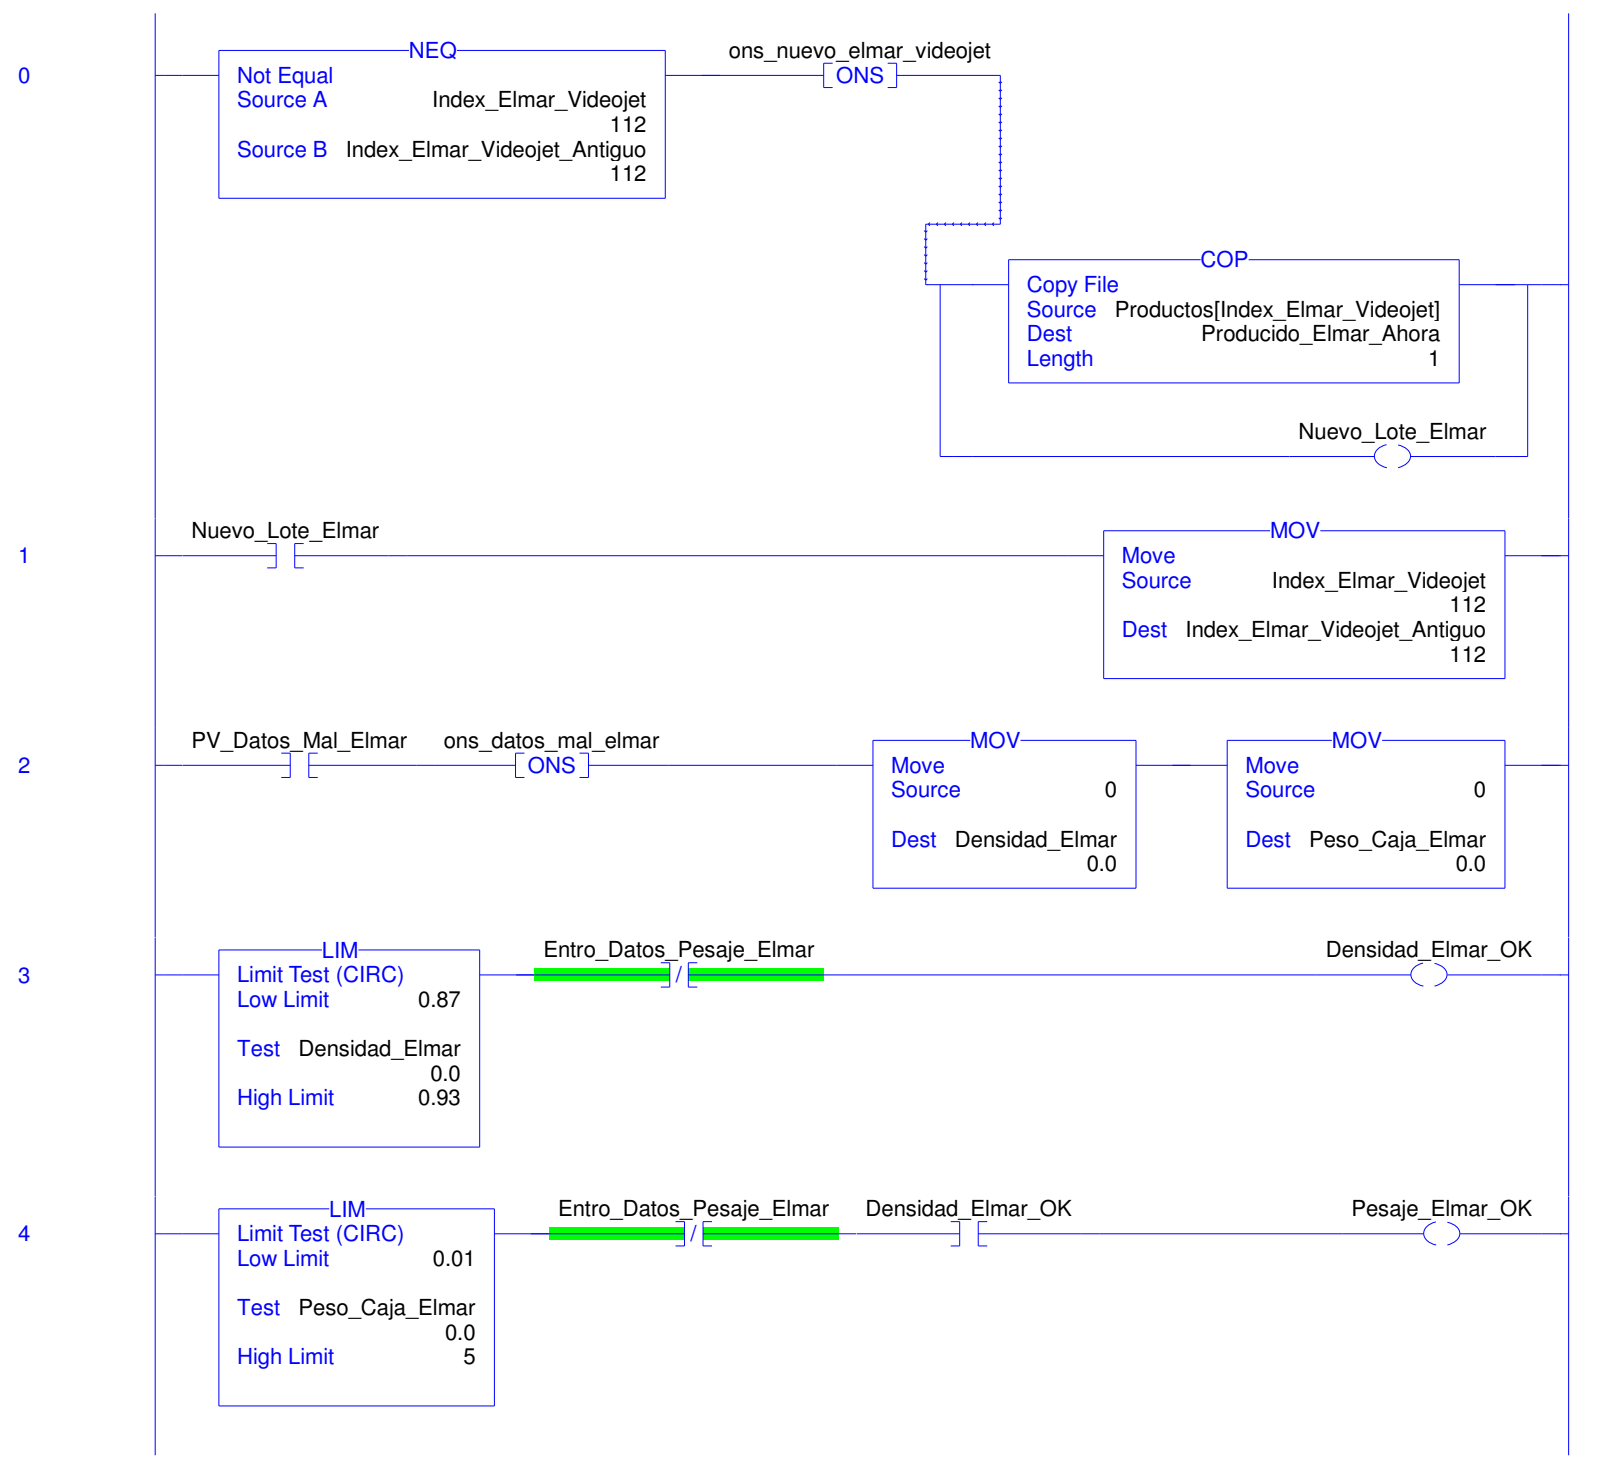 NEQ
ons_nuevo_elmar_videojet
0
Not Equal
ONS
Source A Index_Elmar_Videojet
112
Source B Index_Elmar_Videojet_Antiguo
112
COP
Copy File
Source Productos[Index_Elmar_Videojet]
Dest Producido_Elmar_Ahora
Length 1
Nuevo_Lote_Elmar
Nuevo_Lote_Elmar
MOV
1
Move
Source Index_Elmar_Videojet
112
Dest Index_Elmar_Videojet_Antiguo
112
PV_Datos_Mal_Elmar ons_datos_mal_elmar
MOV
MOV
2
ONS
Move
Source 0
Dest Densidad_Elmar
0.0
Move
Source 0
Dest Peso_Caja_Elmar
0.0
LIM
Entro_Datos_Pesaje_Elmar
Densidad_Elmar_OK
3
Limit Test (CIRC)
/
Low Limit 0.87
Test Densidad_Elmar
0.0
High Limit 0.93
LIM
Entro_Datos_Pesaje_Elmar
Densidad_Elmar_OK
Pesaje_Elmar_OK
4
Limit Test (CIRC)
/
Low Limit 0.01
Test Peso_Caja_Elmar
0.0
High Limit 5